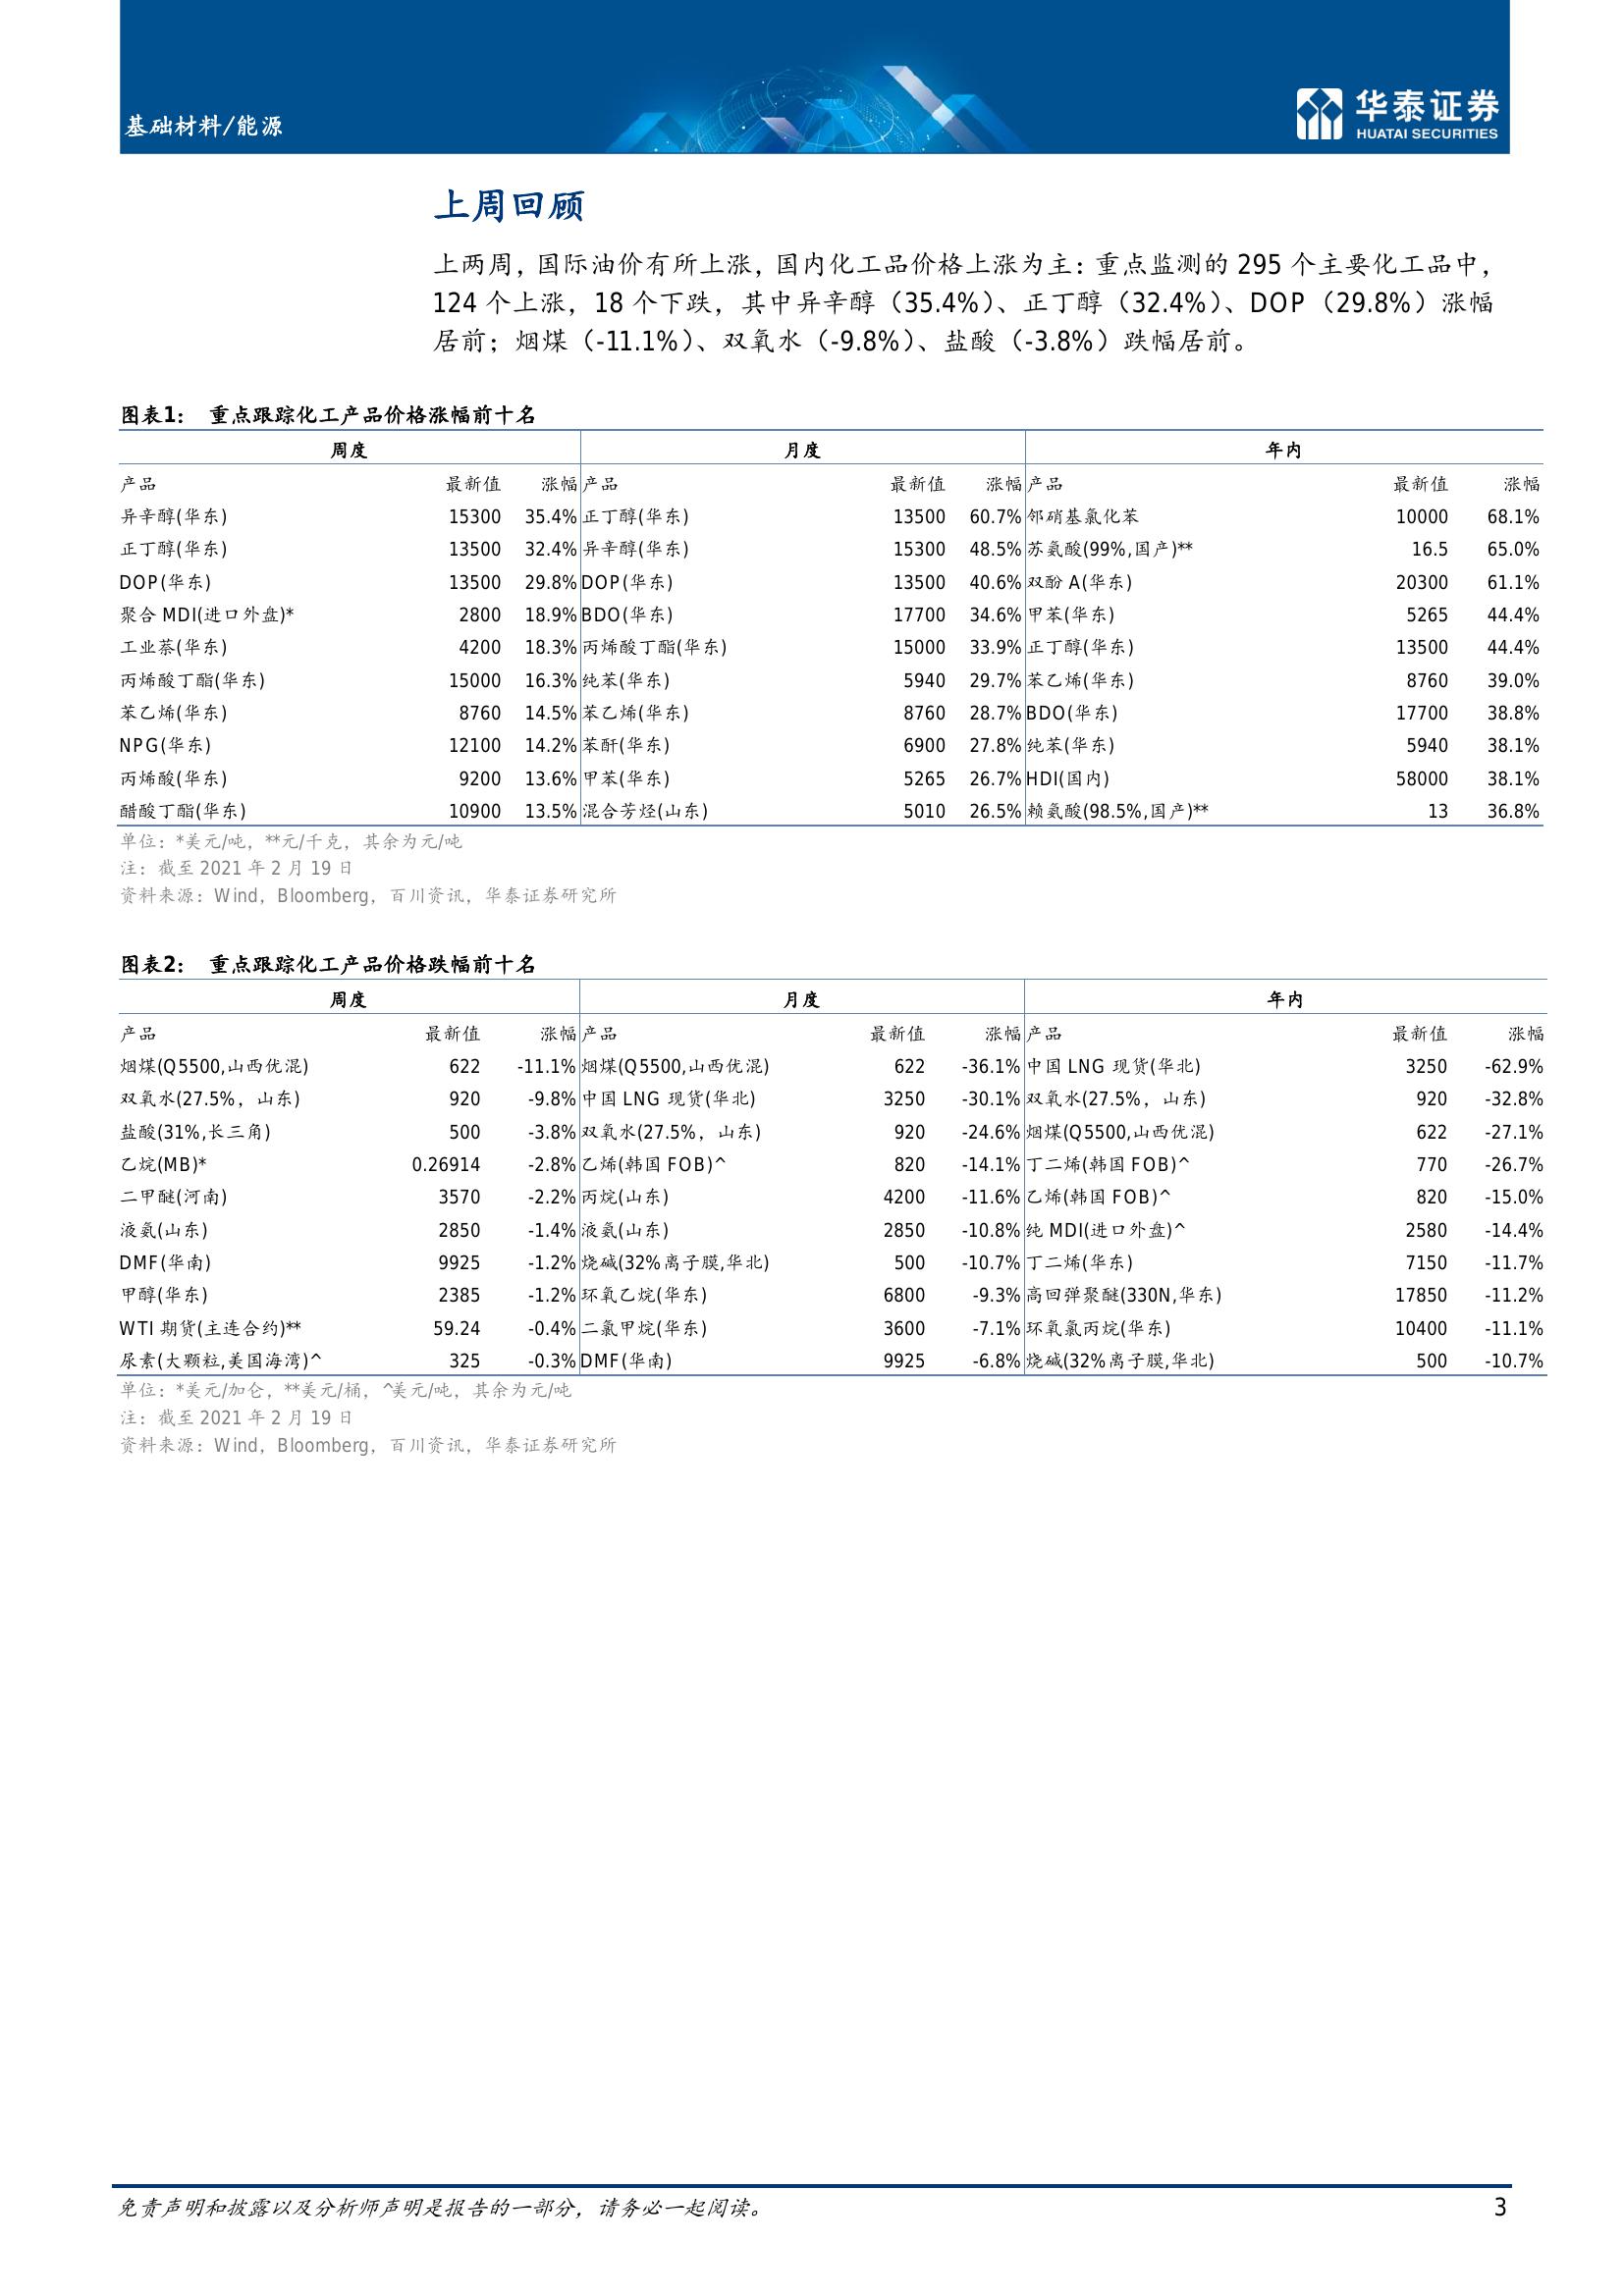 基础材料/能源
华泰证券
HUATAI SECURITIES
上周回顾
上两周，国际油价有所上涨，国内化工品价格上涨为主：重点监测的 295 个主要化工品中，
124 个上涨，18 个下跌，其中异辛醇（35.4%）、正丁醇（32.4%）、DOP（29.8%）涨幅
居前；烟煤（-11.1%）、双氧水（-9.8%）、盐酸（-3.8%）跌幅居前。
图表1： 重点跟踪化工产品价格涨幅前十名
周度 月度 年内
产品 最新值 涨幅 产品 最新值 涨幅 产品 最新值 涨幅
异辛醇(华东) 15300 35.4% 正丁醇(华东) 13500 60.7% 邻硝基氯化苯 10000 68.1%
正丁醇(华东) 13500 32.4% 异辛醇(华东) 15300 48.5% 苏氨酸(99%,国产)** 16.5 65.0%
DOP(华东) 13500 29.8% DOP(华东) 13500 40.6% 双酚 A(华东) 20300 61.1%
聚合 MDI(进口外盘)* 2800 18.9% BDO(华东) 17700 34.6% 甲苯(华东) 5265 44.4%
工业萘(华东) 4200 18.3% 丙烯酸丁酯(华东) 15000 33.9% 正丁醇(华东) 13500 44.4%
丙烯酸丁酯(华东) 15000 16.3% 纯苯(华东) 5940 29.7% 苯乙烯(华东) 8760 39.0%
苯乙烯(华东) 8760 14.5% 苯乙烯(华东) 8760 28.7% BDO(华东) 17700 38.8%
NPG(华东) 12100 14.2% 苯酐(华东) 6900 27.8% 纯苯(华东) 5940 38.1%
丙烯酸(华东) 9200 13.6% 甲苯(华东) 5265 26.7% HDI(国内) 58000 38.1%
醋酸丁酯(华东) 10900 13.5% 混合芳烃(山东) 5010 26.5% 赖氨酸(98.5%,国产)** 13 36.8%
单位：*美元/吨，**元/千克，其余为元/吨
注：截至 2021 年 2 月 19 日
资料来源：Wind，Bloomberg，百川资讯，华泰证券研究所
图表2： 重点跟踪化工产品价格跌幅前十名
周度 月度 年内
产品 最新值 涨幅 产品 最新值 涨幅 产品 最新值 涨幅
烟煤(Q5500,山西优混) 622 -11.1% 烟煤(Q5500,山西优混) 622 -36.1% 中国 LNG 现货(华北) 3250 -62.9%
双氧水(27.5%，山东) 920 -9.8% 中国 LNG 现货(华北) 3250 -30.1% 双氧水(27.5%，山东) 920 -32.8%
盐酸(31%,长三角) 500 -3.8% 双氧水(27.5%，山东) 920 -24.6% 烟煤(Q5500,山西优混) 622 -27.1%
乙烷(MB)* 0.26914 -2.8% 乙烯(韩国 FOB)^ 820 -14.1% 丁二烯(韩国 FOB)^ 770 -26.7%
二甲醚(河南) 3570 -2.2% 丙烷(山东) 4200 -11.6% 乙烯(韩国 FOB)^ 820 -15.0%
液氨(山东) 2850 -1.4% 液氨(山东) 2850 -10.8% 纯 MDI(进口外盘)^ 2580 -14.4%
DMF(华南) 9925 -1.2% 烧碱(32%离子膜,华北) 500 -10.7% 丁二烯(华东) 7150 -11.7%
甲醇(华东) 2385 -1.2% 环氧乙烷(华东) 6800 -9.3% 高回弹聚醚(330N,华东) 17850 -11.2%
WTI 期货(主连合约)** 59.24 -0.4% 二氯甲烷(华东) 3600 -7.1% 环氧氯丙烷(华东) 10400 -11.1%
尿素(大颗粒,美国海湾)^ 325 -0.3% DMF(华南) 9925 -6.8% 烧碱(32%离子膜,华北) 500 -10.7%
单位：*美元/加仑，**美元/桶，^美元/吨，其余为元/吨
注：截至 2021 年 2 月 19 日
资料来源：Wind，Bloomberg，百川资讯，华泰证券研究所
免责声明和披露以及分析师声明是报告的一部分，请务必一起阅读。 3